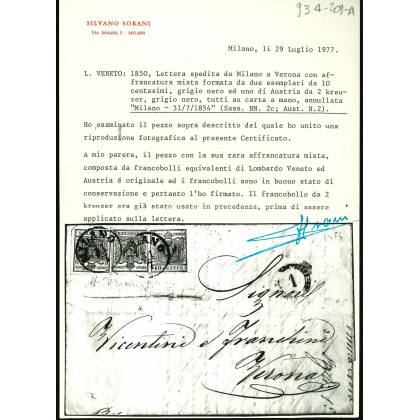 934-209-A
SILVANO SORANI
VIA BOGANA 2 - MILANO
Milano, li 29 Luglio 1977.
L. VENETO: 1850, Lettera spedita da Milano a Verona con af-
francatura mista formata da due esemplari da 10
centesimi, grigio nero ed uno di Austria da 2 kreu-
zer, grigio nero, tutti su carta a mano, annullata
"Milano - 31/7/1854" (Sass. NN. 2c; Aust. N.2).
Ho esaminato il pezzo sopra descritto del quale ho unito una
riproduzione fotografica al presente Certificato.
A mio parere, il pezzo con la sua rara affrancatura mista,
composta da francobolli equivalenti di Lombardo Veneto ed
Austria é originale ed i francobolli sono in buono stato di
conservazione e pertanto l'ho firmato. Il francobollo da 2
kreuzer era già stato usato in precedenza, prima di essere
applicato sulla lettera.
MILANO
10 CENTES
1
Vicentini e Franchini
Verona